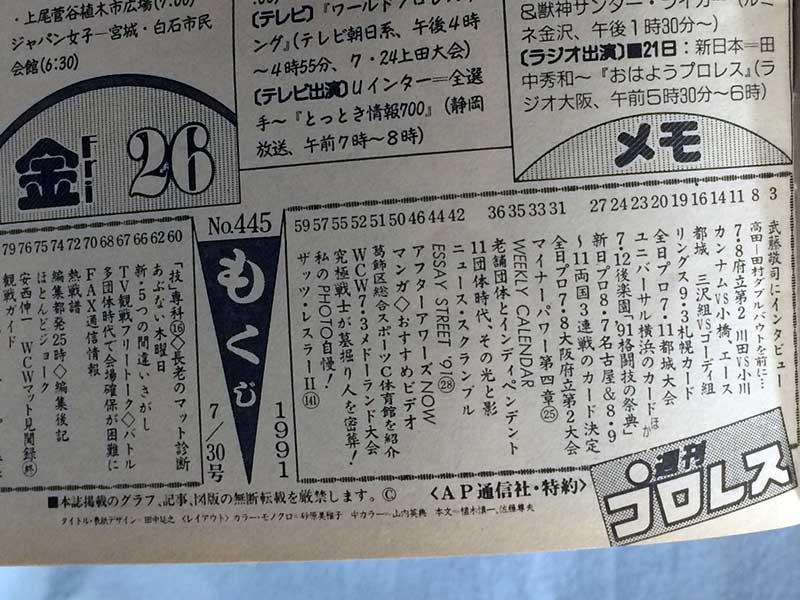 ・上尾菅谷植木市広場(7:00)
ジャパン女子=宮城・白石市民
会館(6:30)
金 Fri 26
ング』(テレビ朝日系、午後4時
〜4時55分、7・24上田大会)
〔テレビ出演〕Uインター=全選
手〜『とっとき情報700』(静岡
放送、午前7時〜8時)
&獣神サンダー・ライガー(ルミ
ネ金沢、午後1時30分〜)
〔ラジオ出演〕■21日:新日本=田
中秀和〜『おはようプロレス』(ラ
ジオ大阪、午前5時30分〜6時)
メモ
59 57 55 52 51 50 46 44 42 36 35 33 31 27 24 23 20 19 16 14 11 8 3
武藤敬司にインタビュー
高田―田村ダブルバウトを前に…
7・8府立第2 川田VS小川
カンナムVS小橋、エース
都城 三沢組VSゴーディ組
リングス9・3札幌カード
全日プロ7・11都城大会
ユニバーサル横浜のカードほか
7・12後楽園、'91格闘技の祭典
新日プロ8・7名古屋&8・9
〜11両国3連戦のカード決定
全日プロ7・8大阪府立第2大会
マイナーパワー第四章㉕
WEEKLY CALENDAR
老舗団体とインディペンデント
11団体時代、その光と影
ニュース・スクランブル
ESSAY STREET '91㉘
アフターアワーズNOW
マンガ◇おすすめビデオ
葛飾区総合スポーツC体育館を紹介
WCW7・3メドーランド大会
究極戦士が墓掘り人を密葬!
私のPHOTO自慢!
ザッツ・レスラーⅡ(141)
No.445
もくじ
1991
7/30号
79 76 75 74 72 70 68 67 66 62 60
「技」専科⑯◇長老のマット診断
あぶない木曜日
新・5つの間違いさがし
TV観戦フリートーク◇バトル
多団体時代で会場確保が困難に
FAX通信情報
熱戦譜
編集部発25時◇編集後記
ほとんどジョーク
安西伸一 WCWマット見聞録(終)
観戦ガイド
■本誌掲載のグラフ、記事、図版の無断転載を厳禁します。Ⓒ 〈AP通信社・特約〉
週刊プロレス